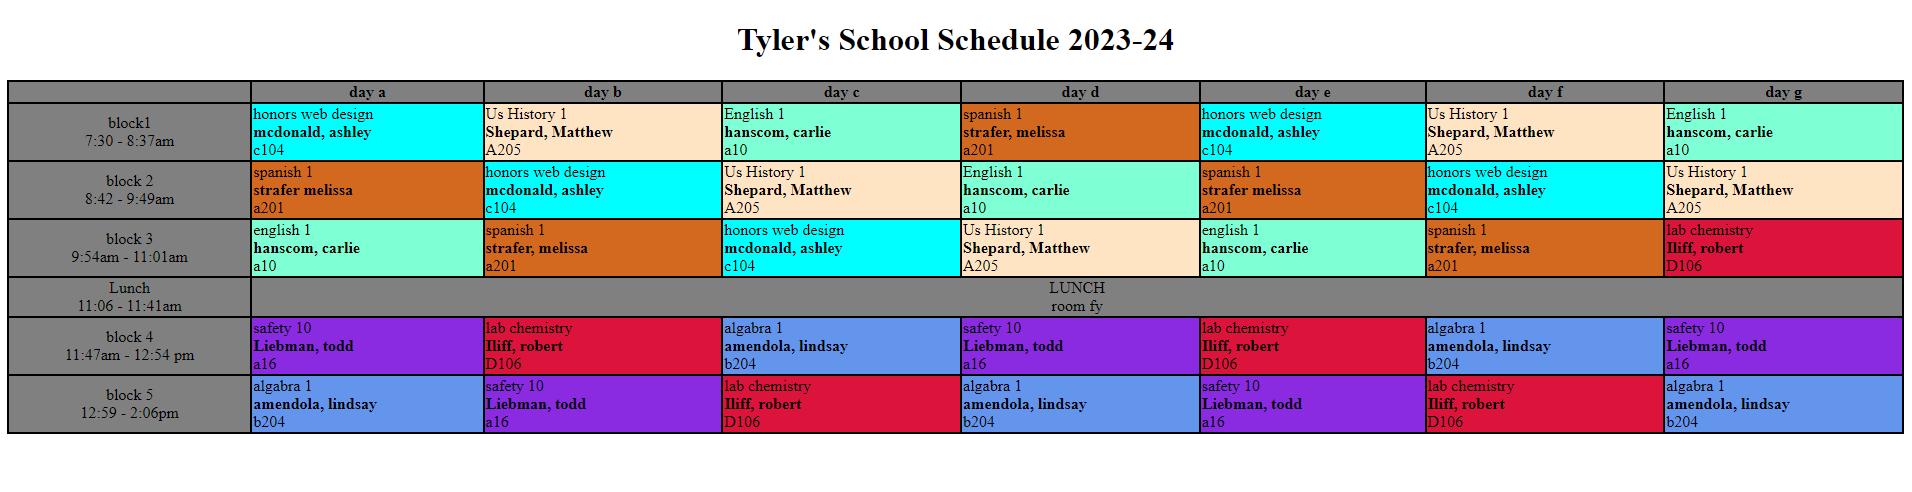 Tyler's School Schedule 2023-24
day a day b day c day d day e day f day g
block1
7:30 - 8:37am
honors web design
mcdonald, ashley
c104
Us History 1
Shepard, Matthew
A205
English 1
hanscom, carlie
a10
spanish 1
strafer, melissa
a201
honors web design
mcdonald, ashley
c104
Us History 1
Shepard, Matthew
A205
English 1
hanscom, carlie
a10
block 2
8:42 - 9:49am
spanish 1
strafer melissa
a201
honors web design
mcdonald, ashley
c104
Us History 1
Shepard, Matthew
A205
English 1
hanscom, carlie
a10
spanish 1
strafer melissa
a201
honors web design
mcdonald, ashley
c104
Us History 1
Shepard, Matthew
A205
block 3
9:54am - 11:01am
english 1
hanscom, carlie
a10
spanish 1
strafer, melissa
a201
honors web design
mcdonald, ashley
c104
Us History 1
Shepard, Matthew
A205
english 1
hanscom, carlie
a10
spanish 1
strafer, melissa
a201
lab chemistry
Iliff, robert
D106
Lunch
11:06 - 11:41am
LUNCH
room fy
block 4
11:47am - 12:54 pm
safety 10
Liebman, todd
a16
lab chemistry
Iliff, robert
D106
algabra 1
amendola, lindsay
b204
safety 10
Liebman, todd
a16
lab chemistry
Iliff, robert
D106
algabra 1
amendola, lindsay
b204
safety 10
Liebman, todd
a16
block 5
12:59 - 2:06pm
algabra 1
amendola, lindsay
b204
safety 10
Liebman, todd
a16
lab chemistry
Iliff, robert
D106
algabra 1
amendola, lindsay
b204
safety 10
Liebman, todd
a16
lab chemistry
Iliff, robert
D106
algabra 1
amendola, lindsay
b204